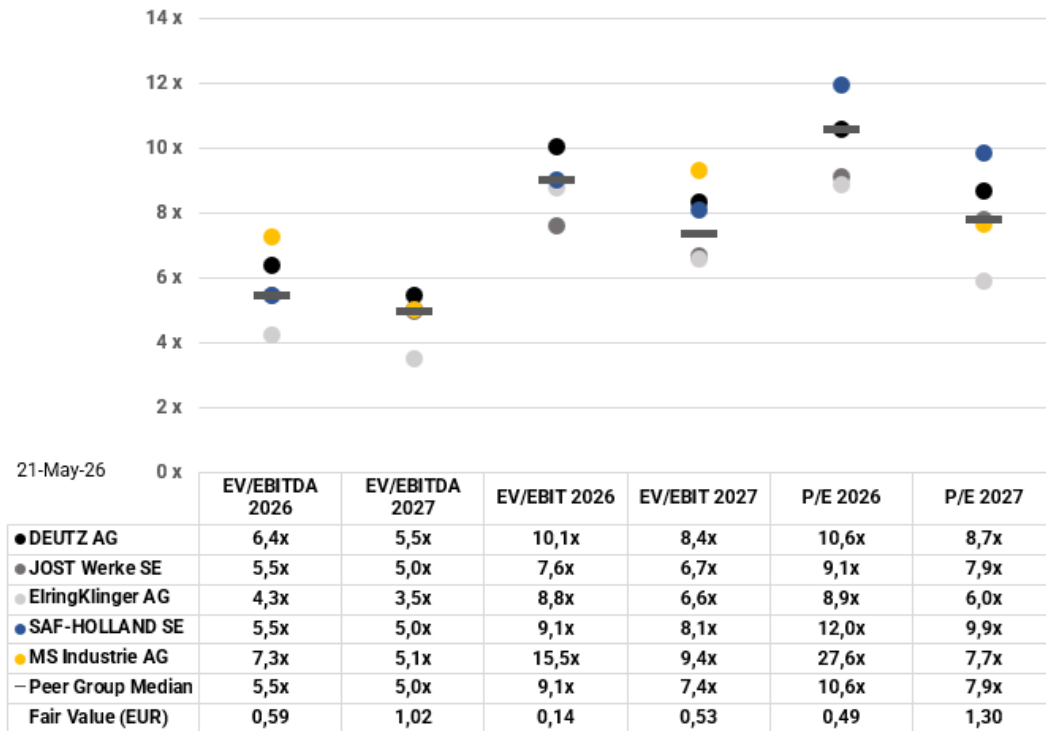 14 x
12 x
10 x
8 x
6 x
4 x
2 x
21-May-26 0 x
EV/EBITDA 2026 EV/EBITDA 2027 EV/EBIT 2026 EV/EBIT 2027 P/E 2026 P/E 2027
DEUTZ AG 6,4x 5,5x 10,1x 8,4x 10,6x 8,7x
JOST Werke SE 5,5x 5,0x 7,6x 6,7x 9,1x 7,9x
ElringKlinger AG 4,3x 3,5x 8,8x 6,6x 8,9x 6,0x
SAF-HOLLAND SE 5,5x 5,0x 9,1x 8,1x 12,0x 9,9x
MS Industrie AG 7,3x 5,1x 15,5x 9,4x 27,6x 7,7x
Peer Group Median 5,5x 5,0x 9,1x 7,4x 10,6x 7,9x
Fair Value (EUR) 0,59 1,02 0,14 0,53 0,49 1,30